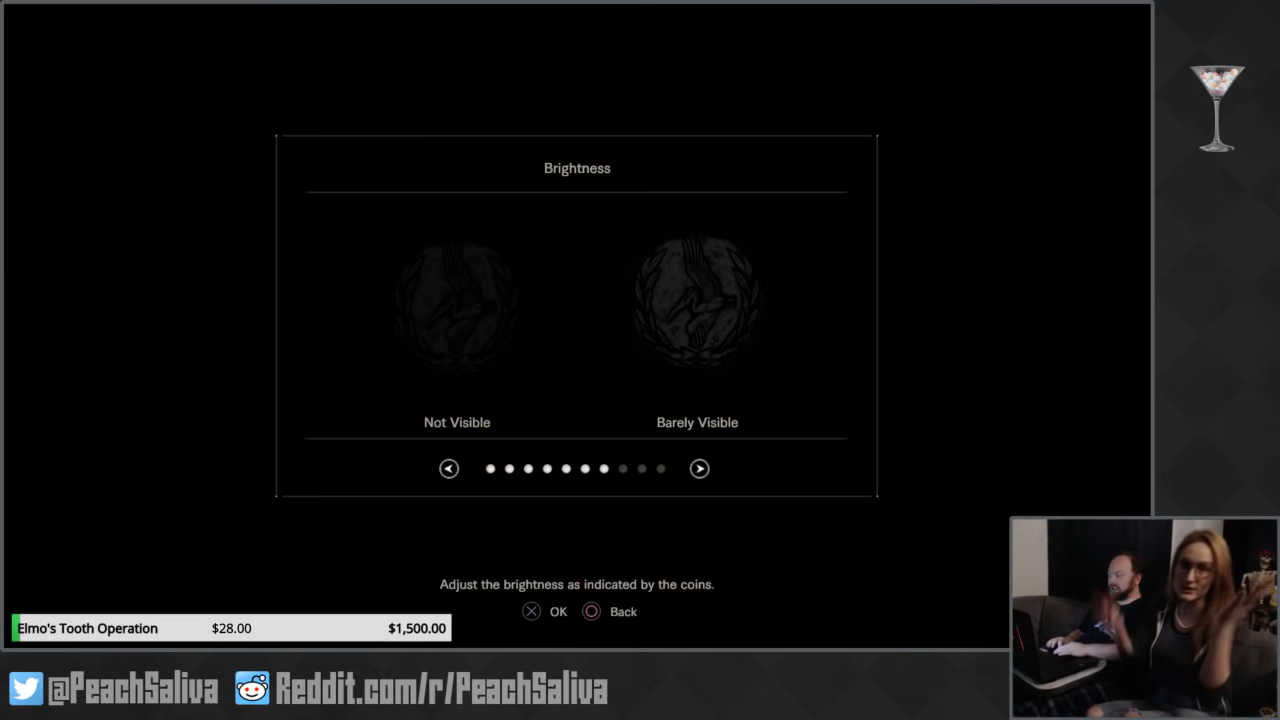 Brightness
Not Visible
Barely Visible
Adjust the brightness as indicated by the coins.
OK
Back
Elmo's Tooth Operation
$28.00
$1,500.00
@PeachSaliva
Reddit.com/r/PeachSaliva